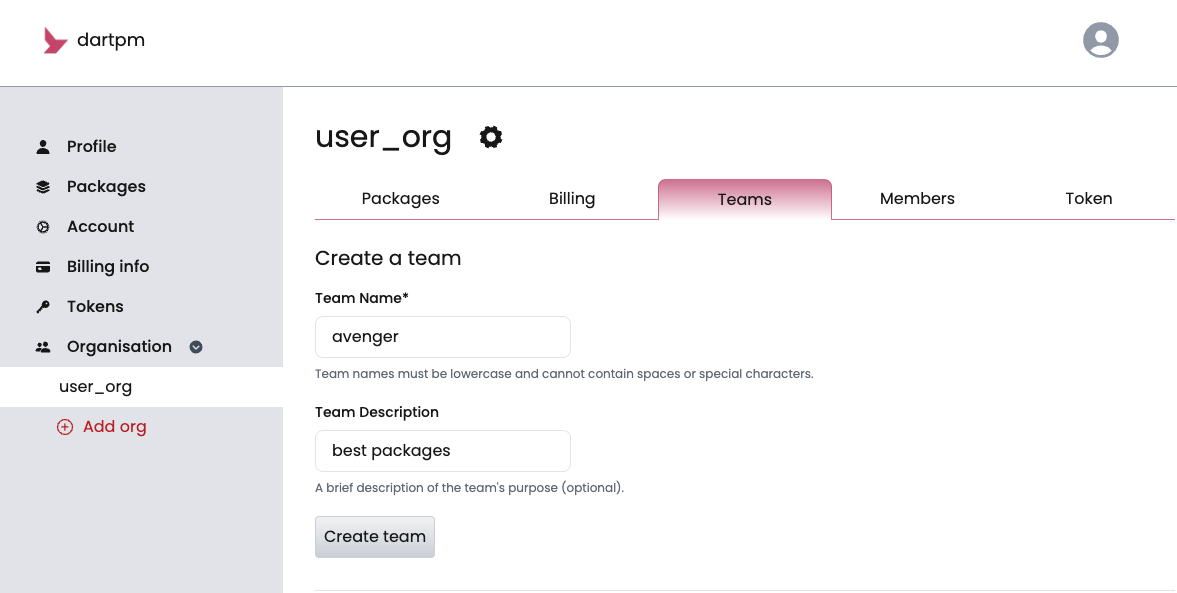 dartpm
Profile
Packages
Account
Billing info
Tokens
Organisation
user_org
Add org
user_org
Packages Billing Teams Members Token
Create a team
Team Name*
avenger
Team names must be lowercase and cannot contain spaces or special characters.
Team Description
best packages
A brief description of the team's purpose (optional).
Create team